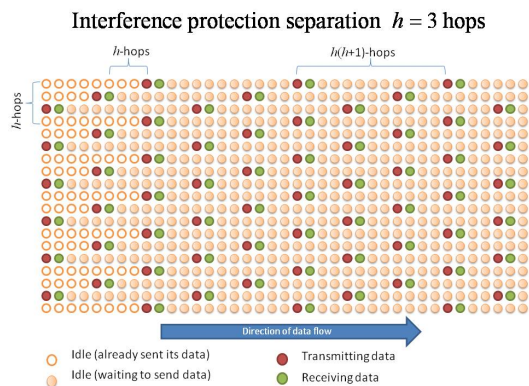 Interference protection separation h = 3 hops
h-hops
h(h+1)-hops
h-hops
Direction of data flow
Idle (already sent its data)
Transmitting data
Idle (waiting to send data)
Receiving data